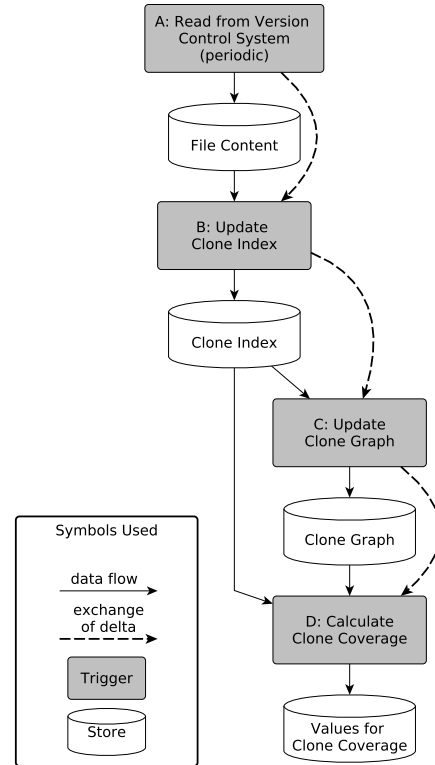 A: Read from Version
Control System
(periodic)
File Content
B: Update
Clone Index
Clone Index
C: Update
Clone Graph
Clone Graph
D: Calculate
Clone Coverage
Values for
Clone Coverage
Symbols Used
data flow
exchange
of delta
Trigger
Store